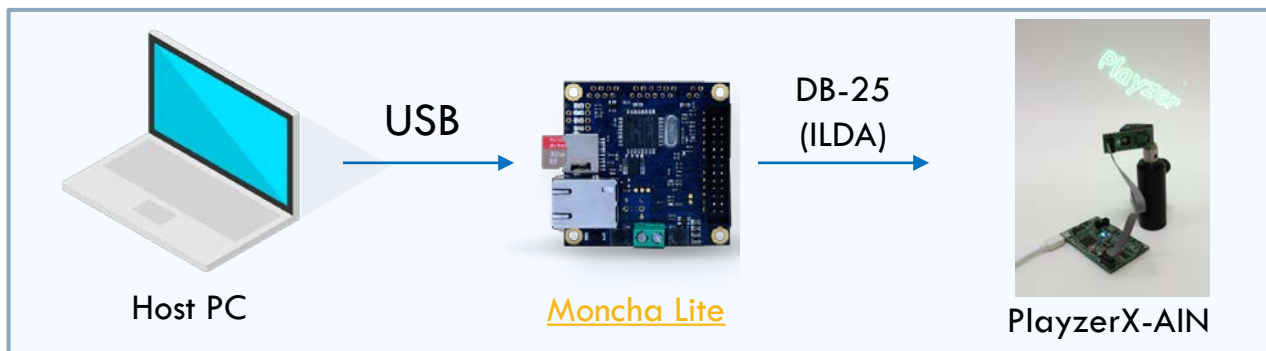 USB
DB-25
(ILDA)
Playzer
Host PC
Moncha Lite
PlayzerX-AIN